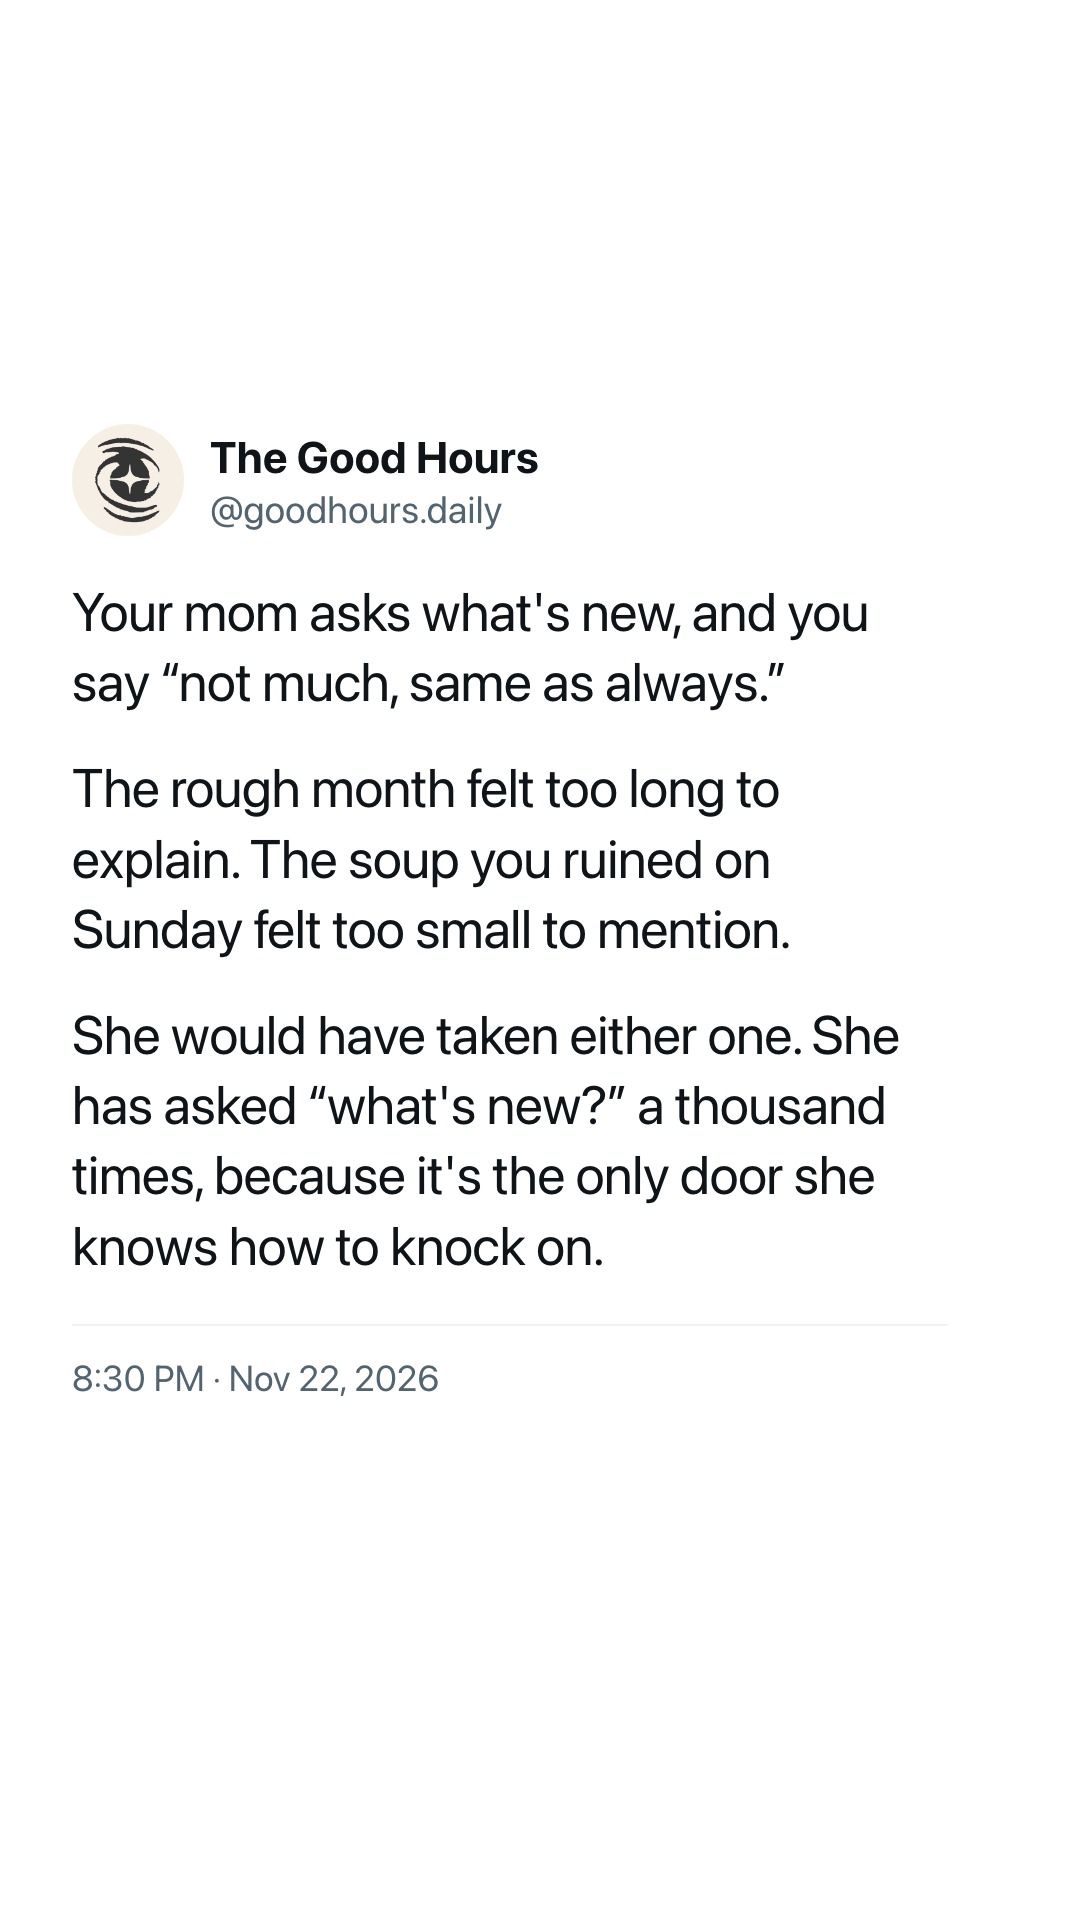 The Good Hours
@goodhours.daily
Your mom asks what's new, and you
say “not much, same as always.”
The rough month felt too long to
explain. The soup you ruined on
Sunday felt too small to mention.
She would have taken either one. She
has asked “what's new?” a thousand
times, because it's the only door she
knows how to knock on.
8:30 PM · Nov 22, 2026